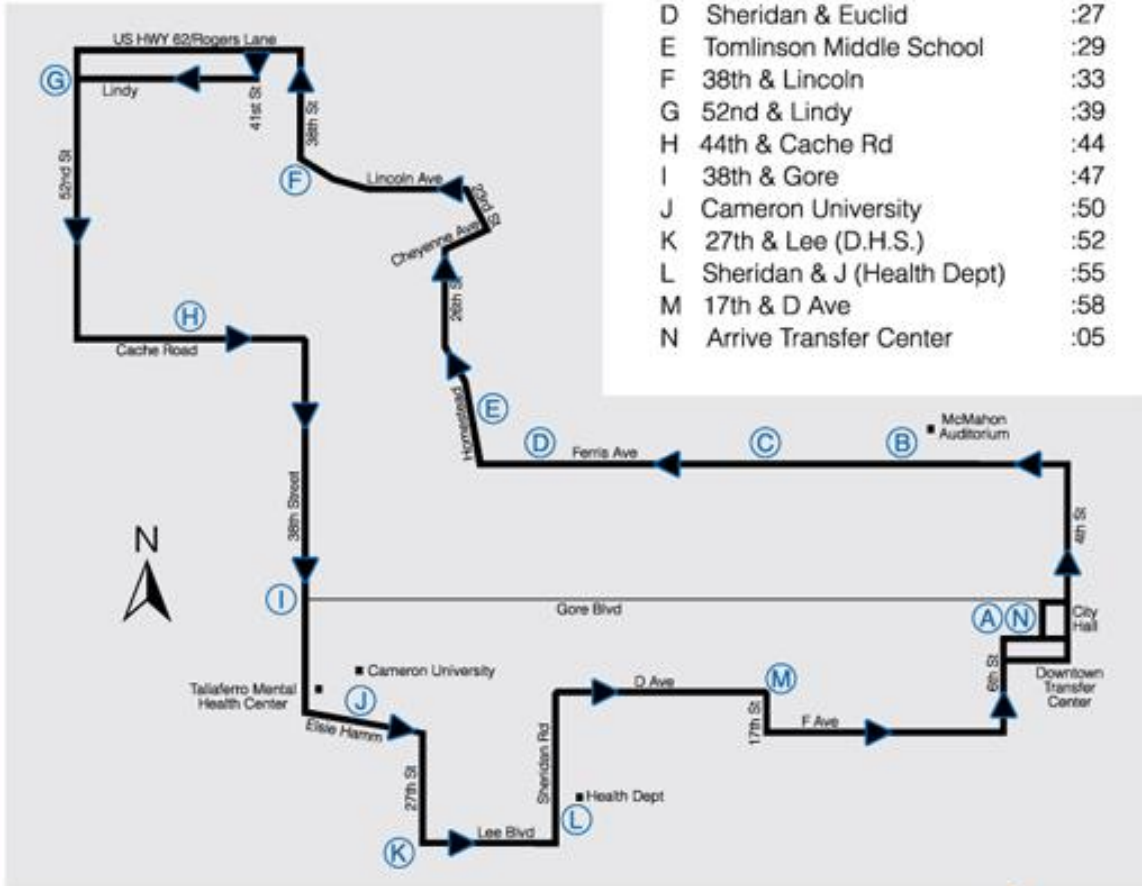 D Sheridan & Euclid :27
E Tomlinson Middle School :29
F 38th & Lincoln :33
G 52nd & Lindy :39
H 44th & Cache Rd :44
I 38th & Gore :47
J Cameron University :50
K 27th & Lee (D.H.S.) :52
L Sheridan & J (Health Dept) :55
M 17th & D Ave :58
N Arrive Transfer Center :05
US HWY 62/Rogers Lane
G
Lindy
41st St
38th St
52nd St
F
Lincoln Ave
23rd St
Cheyenne Ave
26th St
H
Cache Road
Homestead
E
D
Ferris Ave
C
B
McMahon
Auditorium
38th Street
4th St
N
I
Gore Blvd
A
N
City
Hall
Cameron University
Taliaferro Mental
Health Center
J
Elsie Hamm
D Ave
M
6th St
Downtown
Transfer
Center
17th St
F Ave
27th St
Sheridan Rd
Health Dept
L
K
Lee Blvd